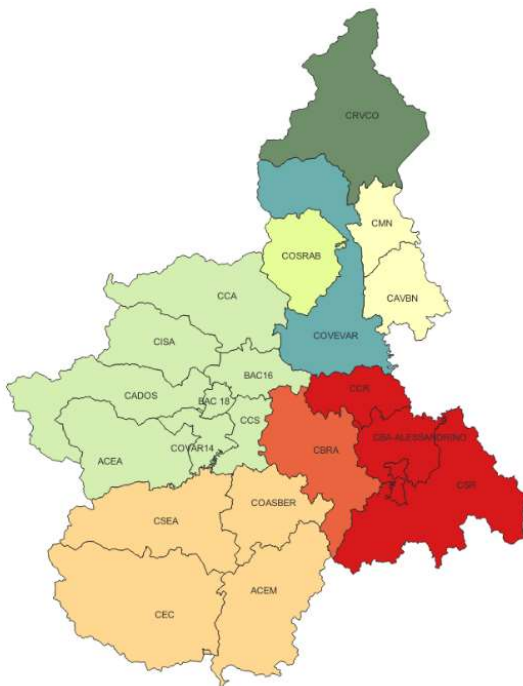 CRVCO
CMN
COSRAB
CAVBN
CCA
CISA
COVEVAR
BAC16
CCR
CADOS
BAC 18
CCS
CBA-ALESSANDRINO
COVAR14
CBRA
ACEA
CSR
COASBER
CSEA
ACEM
CEC